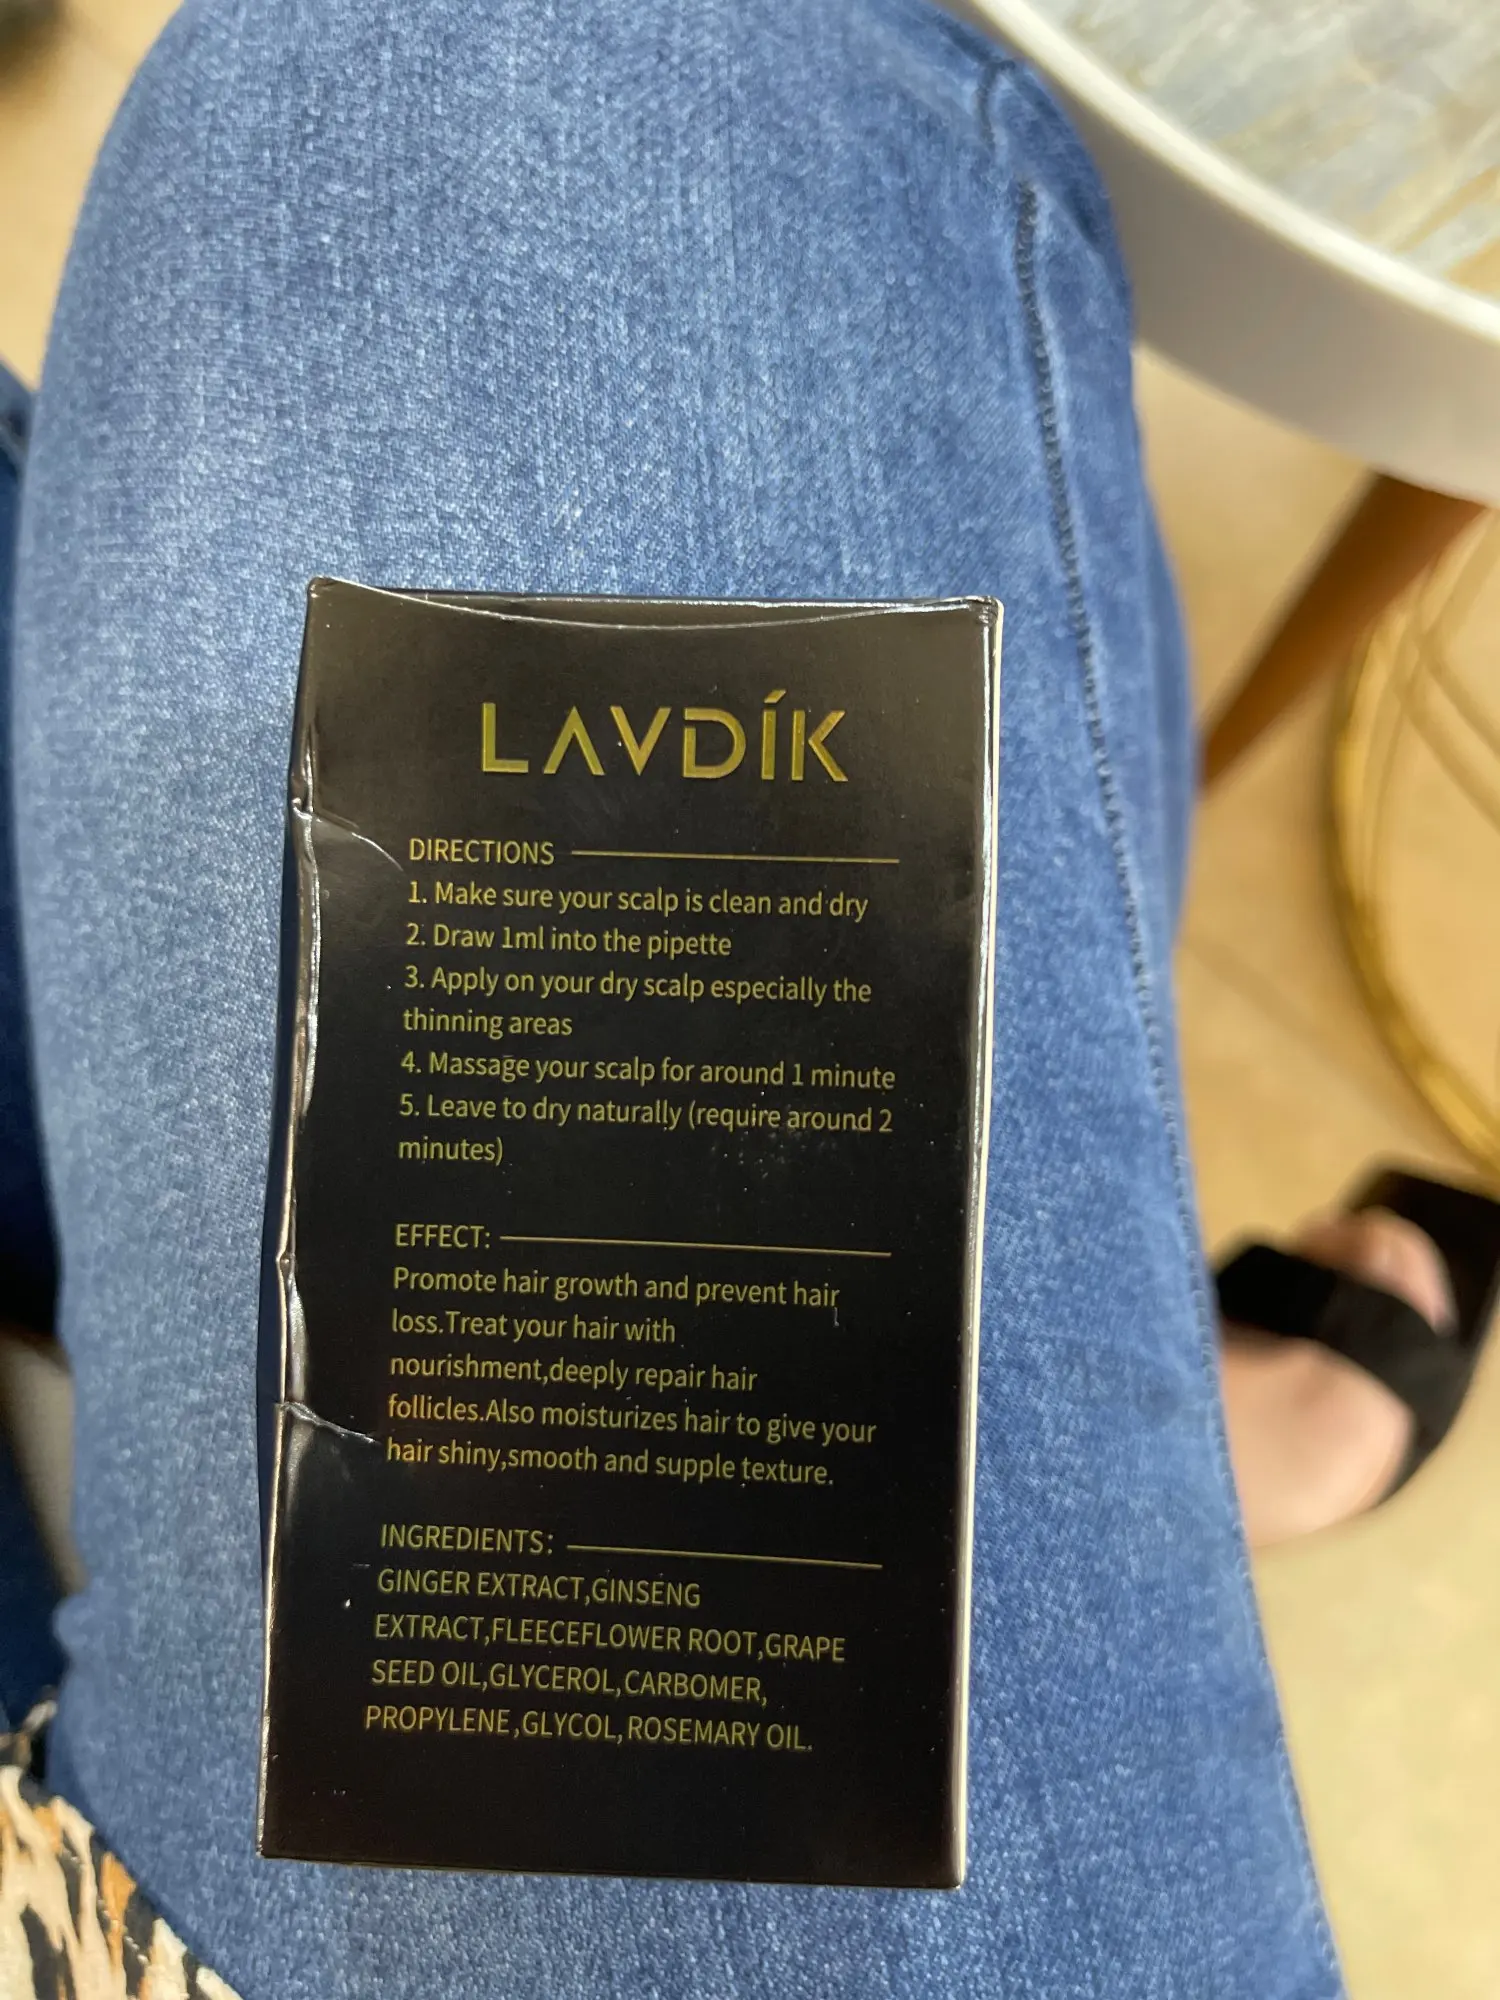 LAVDÍK
DIRECTIONS
1. Make sure your scalp is clean and dry
2. Draw 1ml into the pipette
3. Apply on your dry scalp especially the
thinning areas
4. Massage your scalp for around 1 minute
5. Leave to dry naturally (require around 2
minutes)
EFFECT:
Promote hair growth and prevent hair
loss.Treat your hair with
nourishment,deeply repair hair
follicles.Also moisturizes hair to give your
hair shiny,smooth and supple texture.
INGREDIENTS:
GINGER EXTRACT,GINSENG
EXTRACT,FLEECEFLOWER ROOT,GRAPE
SEED OIL,GLYCEROL,CARBOMER,
PROPYLENE,GLYCOL,ROSEMARY OIL.